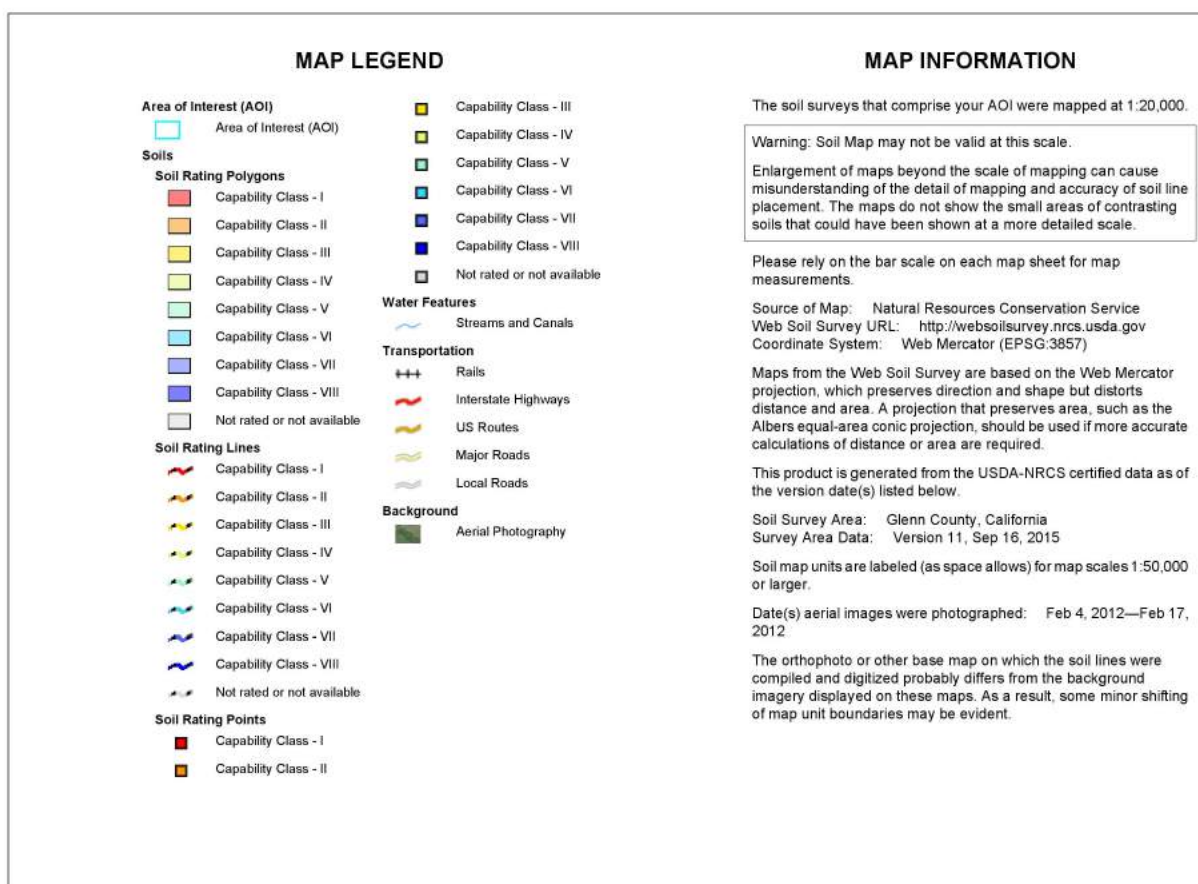 MAP LEGEND
Area of Interest (AOI)
Area of Interest (AOI)
Soils
Soil Rating Polygons
Capability Class - I
Capability Class - II
Capability Class - III
Capability Class - IV
Capability Class - V
Capability Class - VI
Capability Class - VII
Capability Class - VIII
Not rated or not available
Soil Rating Lines
Capability Class - I
Capability Class - II
Capability Class - III
Capability Class - IV
Capability Class - V
Capability Class - VI
Capability Class - VII
Capability Class - VIII
Not rated or not available
Soil Rating Points
Capability Class - I
Capability Class - II
Capability Class - III
Capability Class - IV
Capability Class - V
Capability Class - VI
Capability Class - VII
Capability Class - VIII
Not rated or not available
Water Features
Streams and Canals
Transportation
Rails
Interstate Highways
US Routes
Major Roads
Local Roads
Background
Aerial Photography
MAP INFORMATION
The soil surveys that comprise your AOI were mapped at 1:20,000.
Warning: Soil Map may not be valid at this scale.
Enlargement of maps beyond the scale of mapping can cause
misunderstanding of the detail of mapping and accuracy of soil line
placement. The maps do not show the small areas of contrasting
soils that could have been shown at a more detailed scale.
Please rely on the bar scale on each map sheet for map
measurements.
Source of Map: Natural Resources Conservation Service
Web Soil Survey URL: http://websoilsurvey.nrcs.usda.gov
Coordinate System: Web Mercator (EPSG:3857)
Maps from the Web Soil Survey are based on the Web Mercator
projection, which preserves direction and shape but distorts
distance and area. A projection that preserves area, such as the
Albers equal-area conic projection, should be used if more accurate
calculations of distance or area are required.
This product is generated from the USDA-NRCS certified data as of
the version date(s) listed below.
Soil Survey Area: Glenn County, California
Survey Area Data: Version 11, Sep 16, 2015
Soil map units are labeled (as space allows) for map scales 1:50,000
or larger.
Date(s) aerial images were photographed: Feb 4, 2012—Feb 17,
2012
The orthophoto or other base map on which the soil lines were
compiled and digitized probably differs from the background
imagery displayed on these maps. As a result, some minor shifting
of map unit boundaries may be evident.